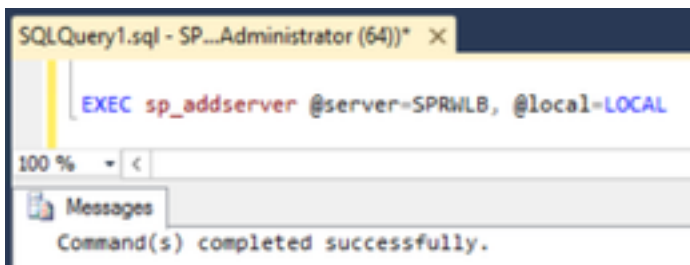 SQLQuery1.sql - SP...Administrator (64))* ×
EXEC sp_addserver @server=SPRWLB, @local=LOCAL
100 %
Messages
Command(s) completed successfully.